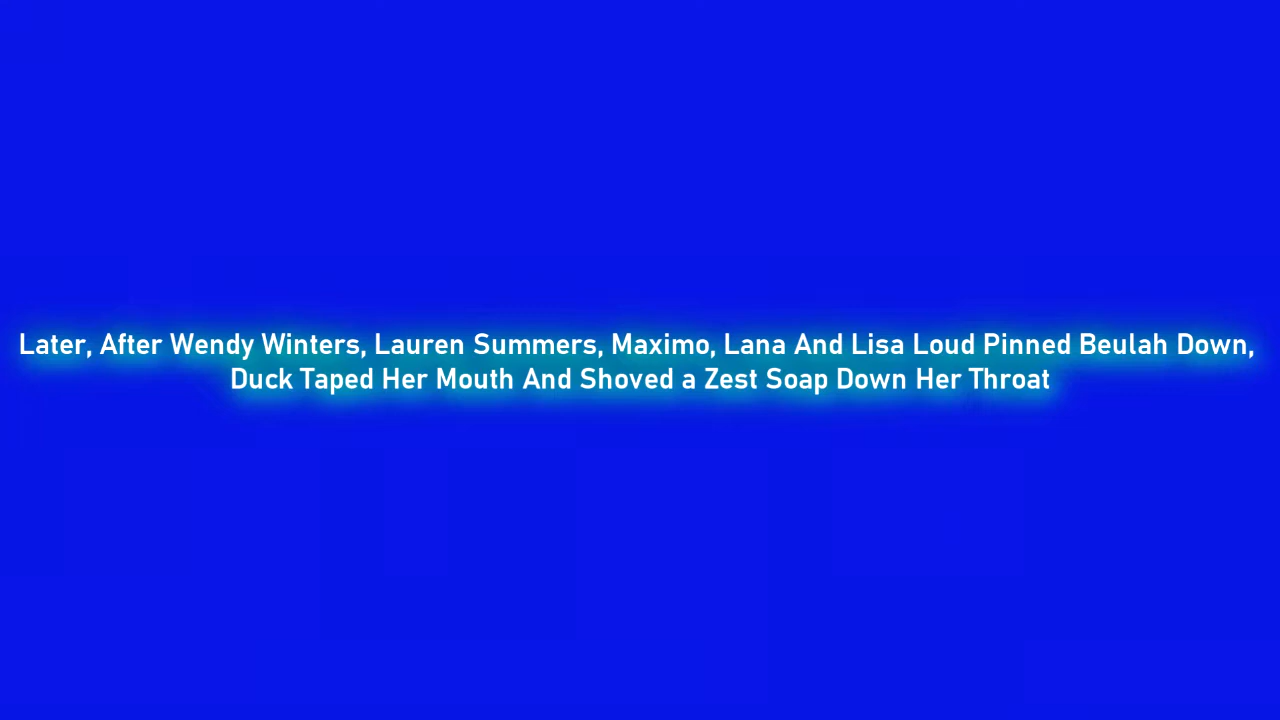 Later, After Wendy Winters, Lauren Summers, Maximo, Lana And Lisa Loud Pinned Beulah Down,
Duck Taped Her Mouth And Shoved a Zest Soap Down Her Throat